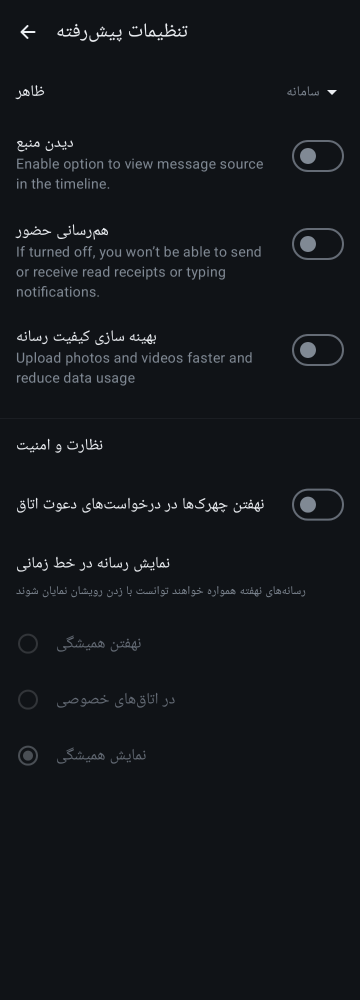 تنظیمات پیش‌رفته
ظاهر
سامانه
دیدن منبع
Enable option to view message source
in the timeline.
هم‌رسانی حضور
If turned off, you won’t be able to send
or receive read receipts or typing
notifications.
بهینه سازی کیفیت رسانه
Upload photos and videos faster and
reduce data usage
نظارت و امنیت
نهفتن چهرک‌ها در درخواست‌های دعوت اتاق
نمایش رسانه در خط زمانی
رسانه‌های نهفته همواره خواهند توانست با زدن رویشان نمایان شوند
نهفتن همیشگی
در اتاق‌های خصوصی
نمایش همیشگی